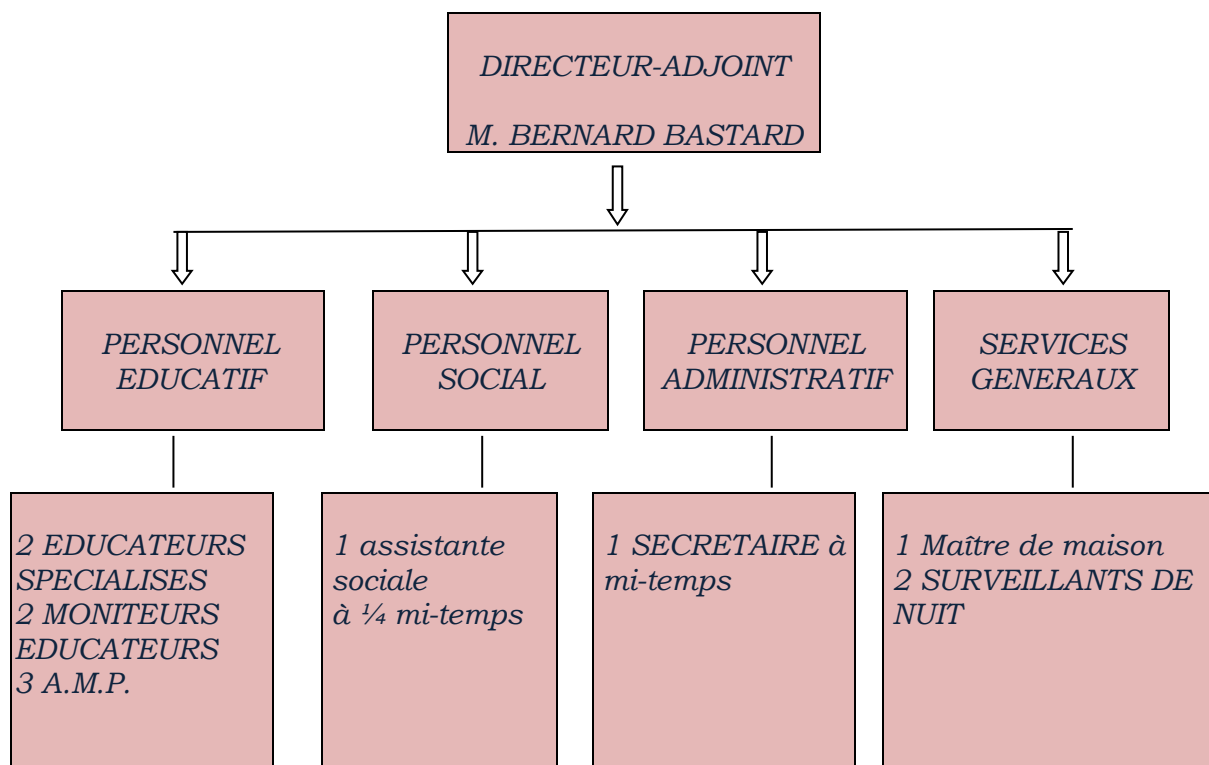 DIRECTEUR-ADJOINT
M. BERNARD BASTARD
PERSONNEL
EDUCATIF
PERSONNEL
SOCIAL
PERSONNEL
ADMINISTRATIF
SERVICES
GENERAUX
2 EDUCATEURS
SPECIALISES
2 MONITEURS
EDUCATEURS
3 A.M.P.
1 assistante
sociale
à ¼ mi-temps
1 SECRETAIRE à
mi-temps
1 Maître de maison
2 SURVEILLANTS DE
NUIT